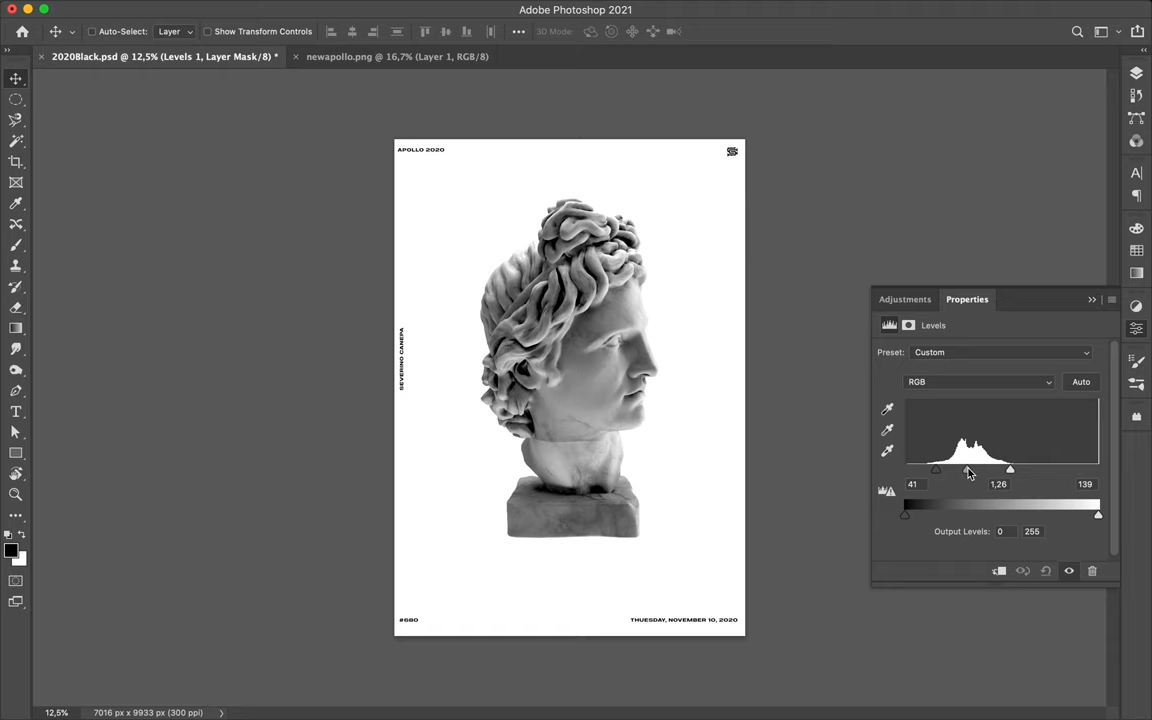 Adobe Photoshop 2021
Auto-Select: Layer Show Transform Controls 3D Mode:
2020Black.psd @ 12,5% (Levels 1, Layer Mask/8) * newapollo.png @ 16,7% (Layer 1, RGB/8)
APOLLO 2020
SEVERINO CANEPA
#680
THUESDAY, NOVEMBER 10, 2020
Adjustments Properties
Levels
Preset: Custom
RGB Auto
41 1,26 139
Output Levels: 0 255
12,5% 7016 px x 9933 px (300 ppi)